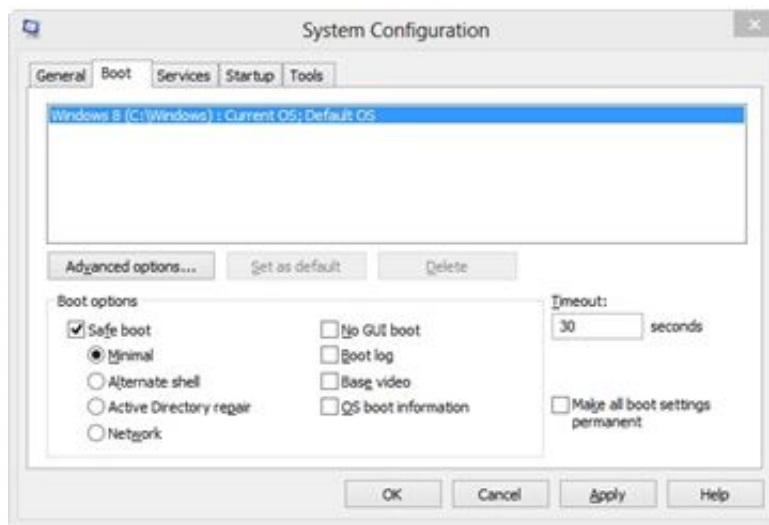 System Configuration
General Boot Services Startup Tools
Windows 8 (C:\Windows) : Current OS; Default OS
Advanced options... Set as default Delete
Boot options
Timeout:
Safe boot No GUI boot 30 seconds
Minimal Boot log
Alternate shell Base video
Active Directory repair OS boot information Make all boot settings
permanent
Network
OK Cancel Apply Help